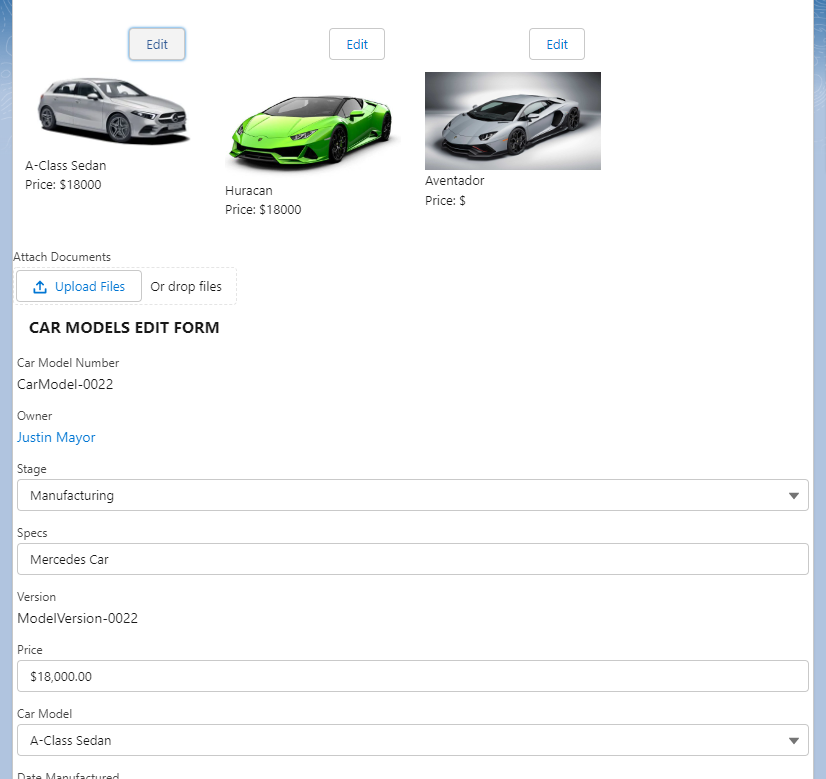 Edit
Edit
Edit
A-Class Sedan
Price: $18000
Huracan
Price: $18000
Aventador
Price: $
Attach Documents
Upload Files Or drop files
CAR MODELS EDIT FORM
Car Model Number
CarModel-0022
Owner
Justin Mayor
Stage
Manufacturing
Specs
Mercedes Car
Version
ModelVersion-0022
Price
$18,000.00
Car Model
A-Class Sedan
Date Manufactured